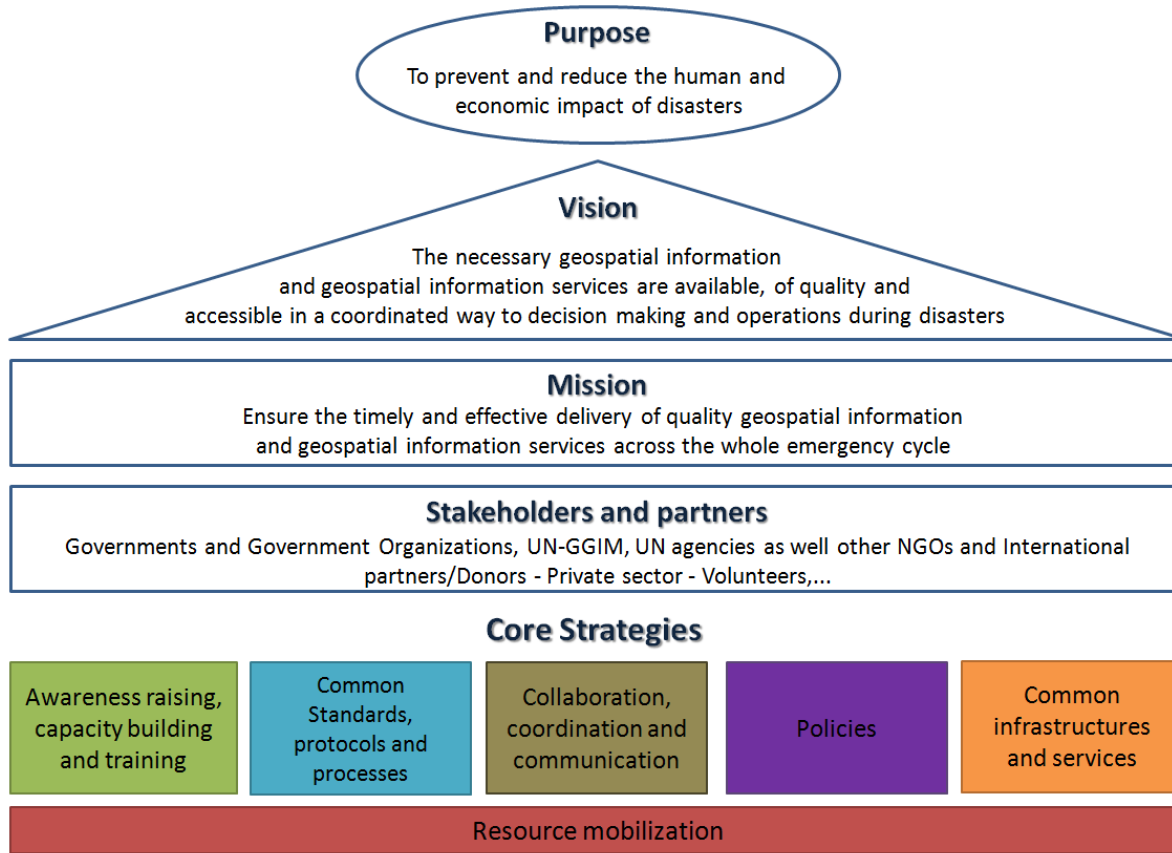 Purpose
To prevent and reduce the human and
economic impact of disasters
Vision
The necessary geospatial information
and geospatial information services are available, of quality and
accessible in a coordinated way to decision making and operations during disasters
Mission
Ensure the timely and effective delivery of quality geospatial information
and geospatial information services across the whole emergency cycle
Stakeholders and partners
Governments and Government Organizations, UN-GGIM, UN agencies as well other NGOs and International
partners/Donors - Private sector - Volunteers,...
Core Strategies
Awareness raising,
capacity building
and training
Common
Standards,
protocols and
processes
Collaboration,
coordination and
communication
Policies
Common
infrastructures
and services
Resource mobilization